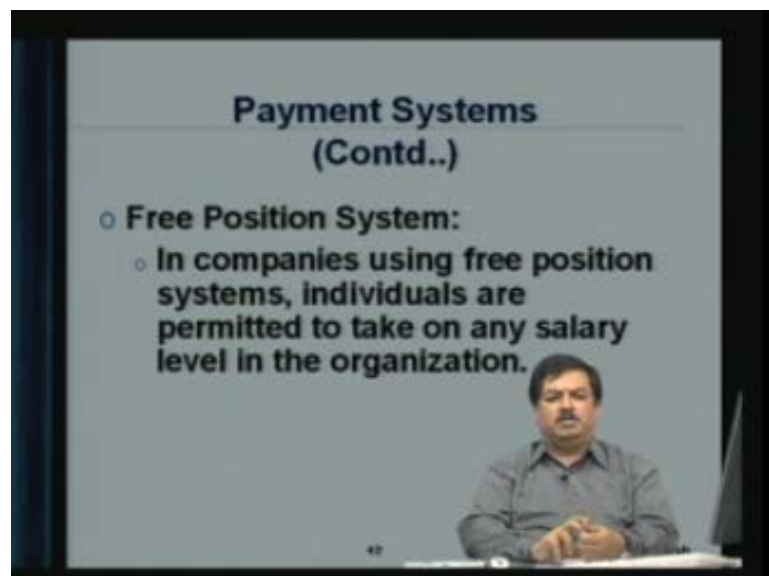 Payment Systems
(Contd..)
o Free Position System:
o In companies using free position
systems, individuals are
permitted to take on any salary
level in the organization.